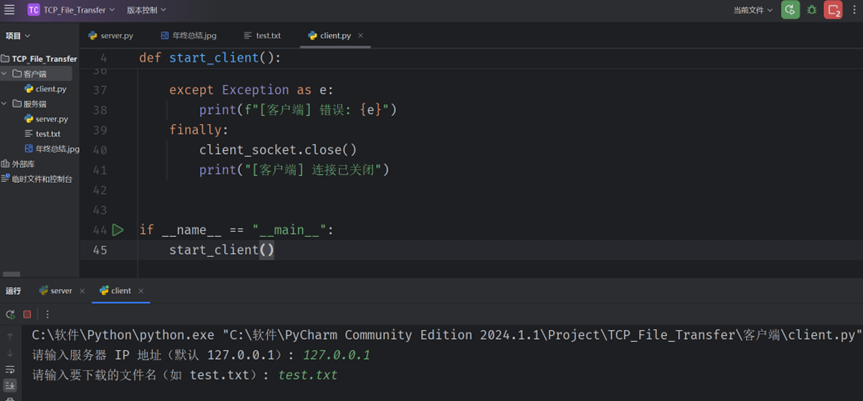 TC TCP_File_Transfer 版本控制 当前文件 2
项目 server.py 年终总结.jpg test.txt client.py
TCP_Transfer
客户端
client.py
服务端
server.py
test.txt
年终总结.jpg
外部库
临时文件和控制台
4 def start_client():
36
37 except Exception as e:
38 print(f"[客户端] 错误: {e}")
39 finally:
40 client_socket.close()
41 print("[客户端] 连接已关闭")
42
43
44 if __name__ == "__main__":
45 start_client()
运行 server client
C:\软件\Python\python.exe "C:\软件\PyCharm Community Edition 2024.1.1\Project\TCP_File_Transfer\客户端\client.py"
请输入服务器 IP 地址（默认 127.0.0.1）: 127.0.0.1
请输入要下载的文件名（如 test.txt）: test.txt